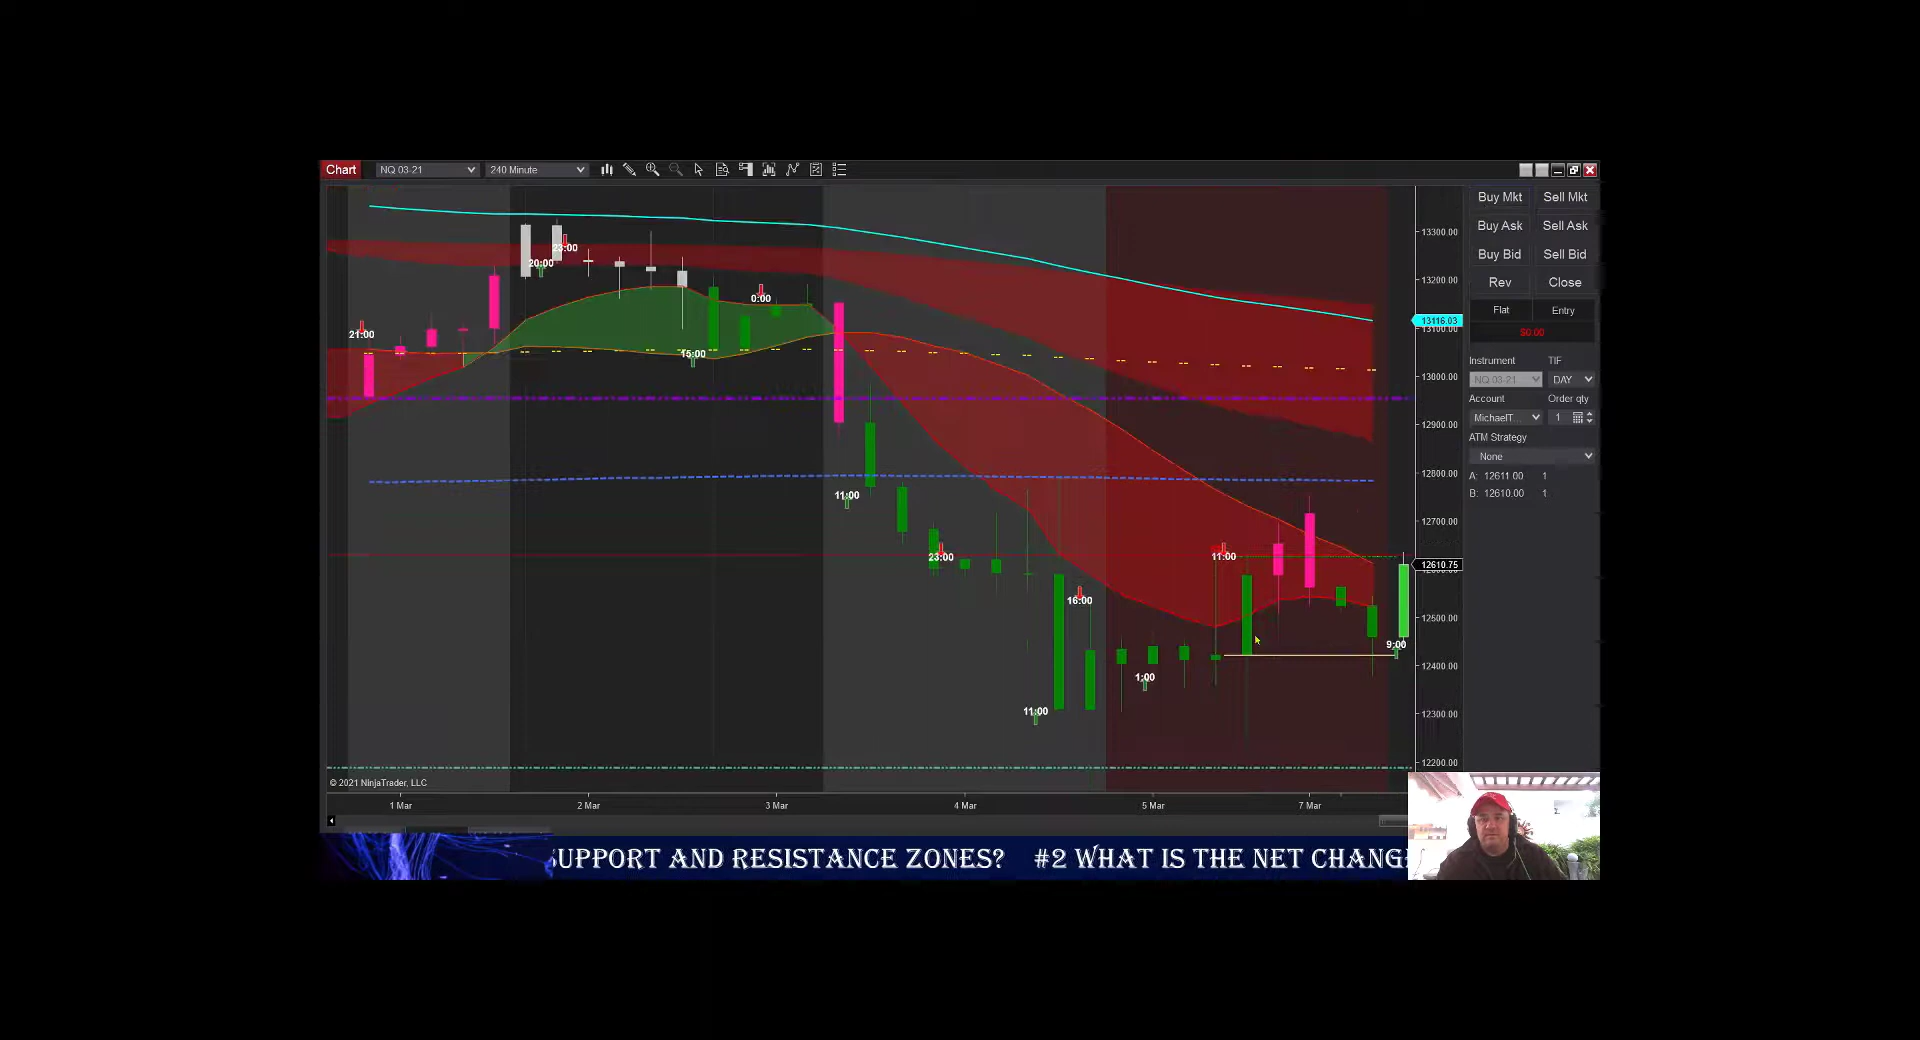 Chart NQ 03-21 240 Minute
Buy Mkt Sell Mkt
Buy Ask Sell Ask
Buy Bid Sell Bid
Rev Close
Flat Entry
$0.00
Instrument TIF
NQ 03-21... DAY
Account Order qty
MichaelT... 1
ATM Strategy
None
A: 12611.00 1
B: 12610.00 1
13300.00
13200.00
13116.03
13100.00
13000.00
12900.00
12800.00
12700.00
12610.75
12500.00
12400.00
12300.00
12200.00
21:00
20:00
23:00
15:00
0:00
11:00
23:00
11:00
16:00
1:00
11:00
9:00
© 2021 NinjaTrader, LLC
1 Mar 2 Mar 3 Mar 4 Mar 5 Mar 7 Mar
SUPPORT AND RESISTANCE ZONES? #2 WHAT IS THE NET CHANG